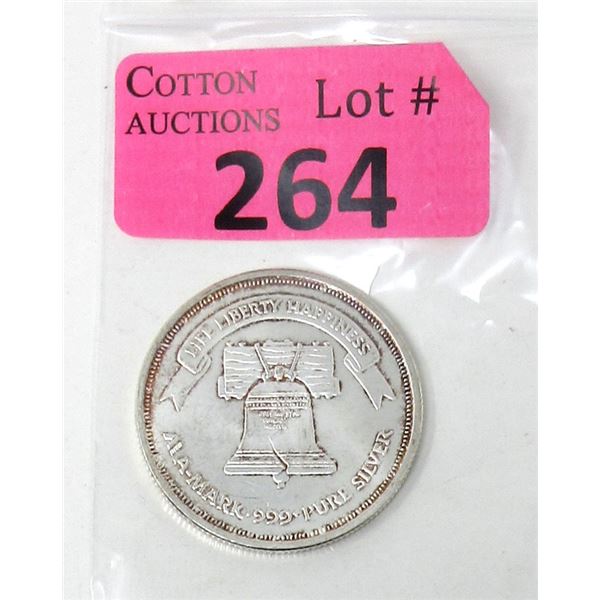 COTTON
AUCTIONS
Lot #
264
LIFE LIBERTY HAPPINESS
ALA-MARK · 999 · PURE SILVER